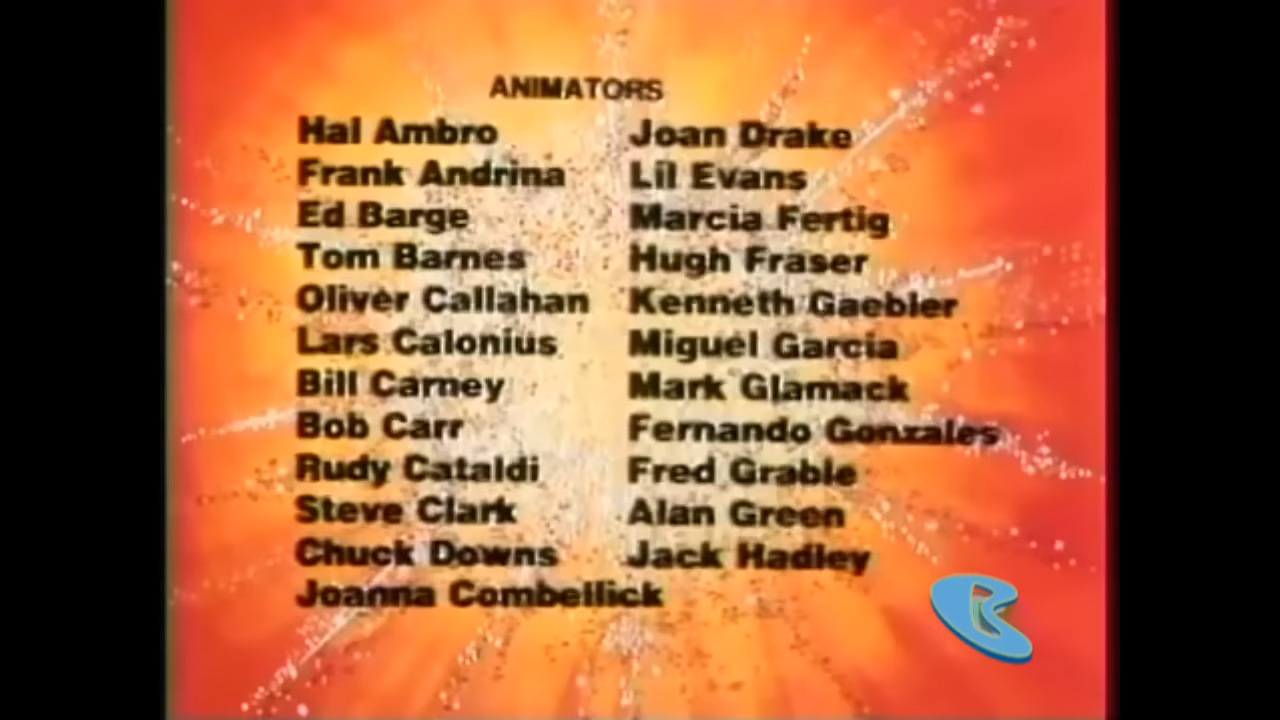 ANIMATORS
Hal Ambro
Frank Andrina
Ed Barge
Tom Barnes
Oliver Callahan
Lars Calonius
Bill Carney
Bob Carr
Rudy Cataldi
Steve Clark
Chuck Downs
Joanna Combellick
Joan Drake
Lil Evans
Marcia Fertig
Hugh Fraser
Kenneth Gaebler
Miguel Garcia
Mark Glamack
Fernando Gonzales
Fred Grable
Alan Green
Jack Hadley
B